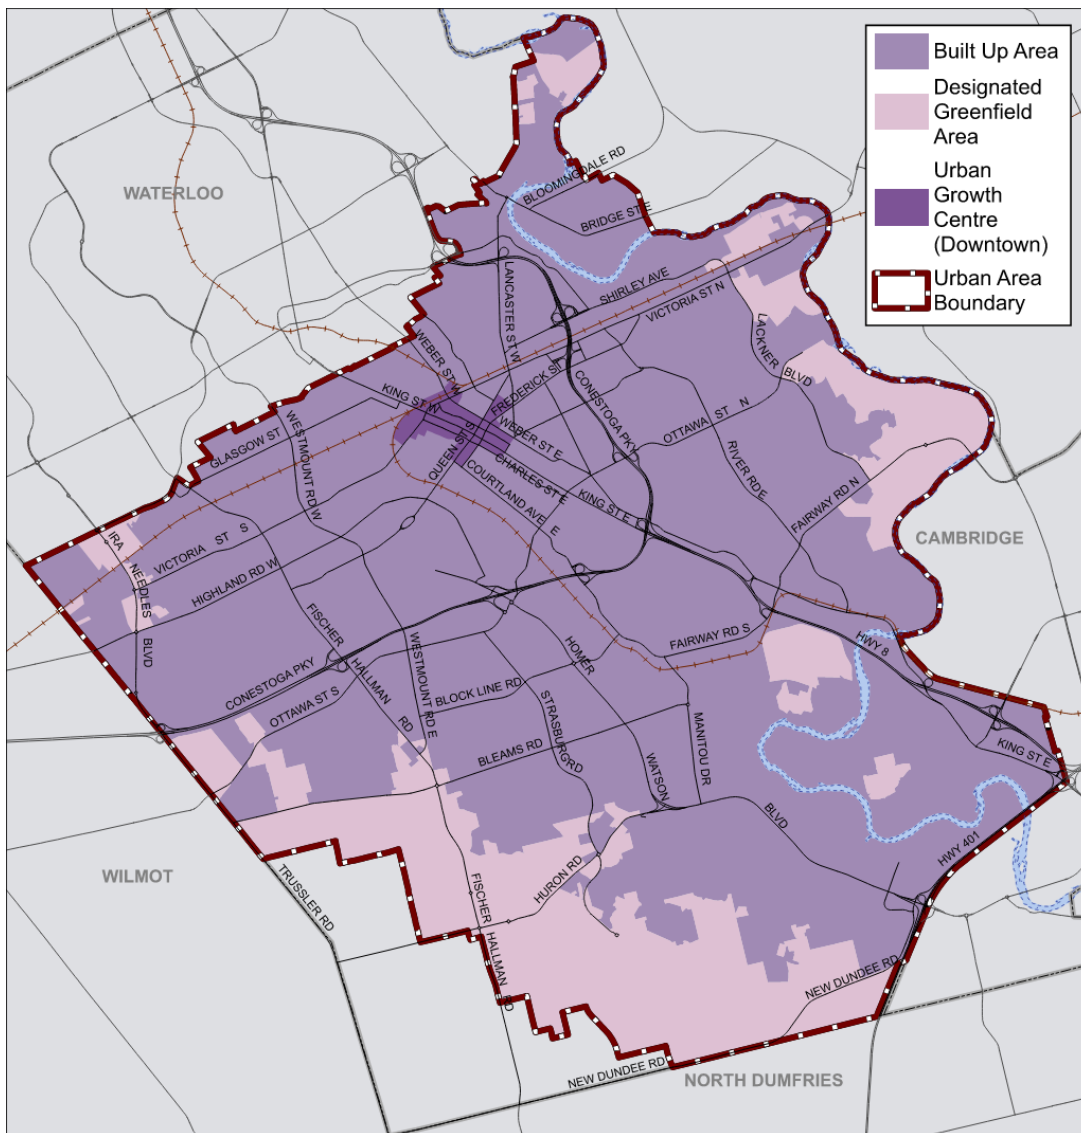 Built Up Area
Designated
Greenfield
Area
Urban
Growth
Centre
(Downtown)
Urban Area
Boundary
WATERLOO
BLOOMINGDALE RD
BRIDGE ST E
LANCASTER ST W
SHIRLEY AVE
VICTORIA ST N
WEBER ST W
LACKNER BLVD
KING ST W
FREDERICK ST
CONESTOGA PKY
GLASGOW ST
WESTMOUNT RD W
QUEEN ST S
WEBER ST E
OTTAWA ST N
CHARLES ST E
COURTLAND AVE E
KING ST E
RIVER RD E
FAIRWAY RD N
CAMBRIDGE
IRA NEEDLES BLVD
VICTORIA ST S
HIGHLAND RD W
FISCHER HALLMAN RD
WESTMOUNT RD E
HOMER WATSON BLVD
FAIRWAY RD S
HWY 8
CONESTOGA PKY
OTTAWA ST S
BLOCK LINE RD
STRASBURG RD
MANITOU DR
BLEAMS RD
KING ST E
HWY 401
WILMOT
TRUSSLER RD
HURON RD
FISCHER HALLMAN RD
NEW DUNDEE RD
NEW DUNDEE RD
NORTH DUMFRIES